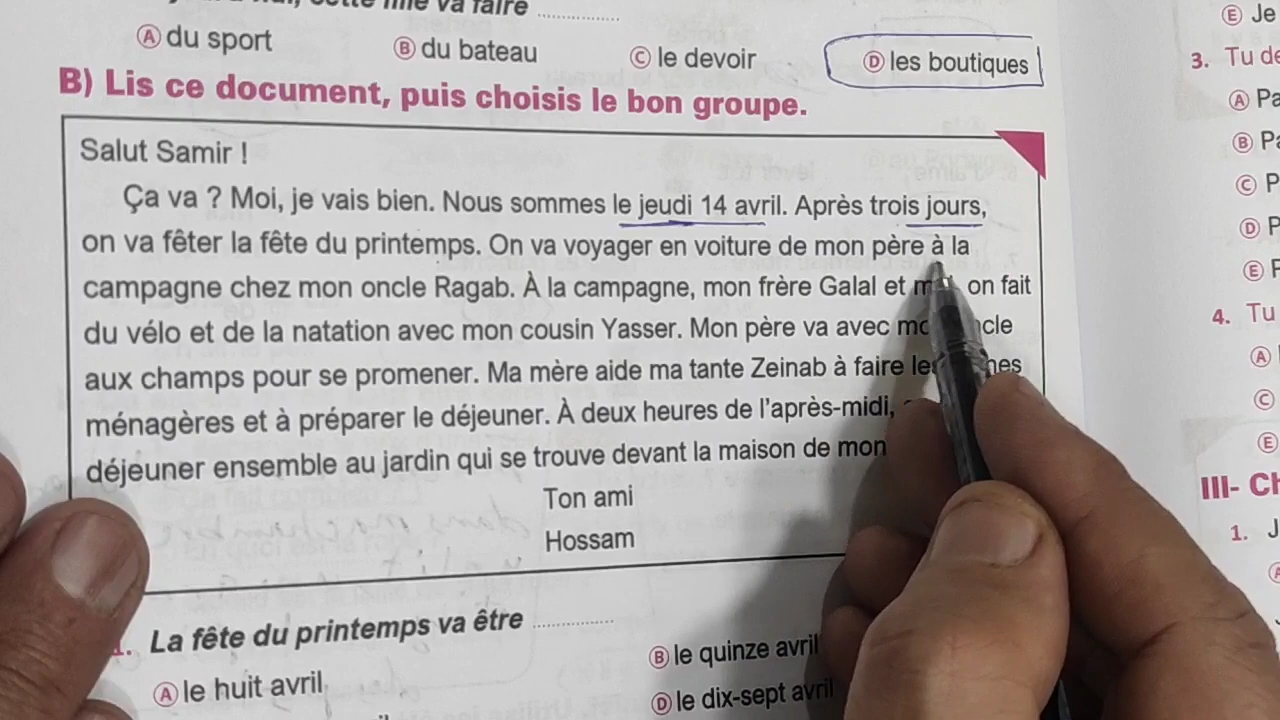 va faire ..............
Ⓐ du sport Ⓑ du bateau Ⓒ le devoir Ⓓ les boutiques
B) Lis ce document, puis choisis le bon groupe.
Salut Samir !
Ça va ? Moi, je vais bien. Nous sommes le jeudi 14 avril. Après trois jours,
on va fêter la fête du printemps. On va voyager en voiture de mon père à la
campagne chez mon oncle Ragab. À la campagne, mon frère Galal et on fait
du vélo et de la natation avec mon cousin Yasser. Mon père va avec
aux champs pour se promener. Ma mère aide ma tante Zeinab à faire
ménagères et à préparer le déjeuner. À deux heures de l'après-midi,
déjeuner ensemble au jardin qui se trouve devant la maison de mon
Ton ami
Hossam
1. La fête du printemps va être ..............
Ⓐ le huit avril Ⓑ le quinze avril
Ⓓ le dix-sept avril
Ⓔ Je
3. Tu de
Ⓐ Pa
Ⓑ Pa
Ⓒ P
Ⓓ P
Ⓔ P
4. Tu
Ⓐ
Ⓒ
Ⓔ
III- Ch
1. J